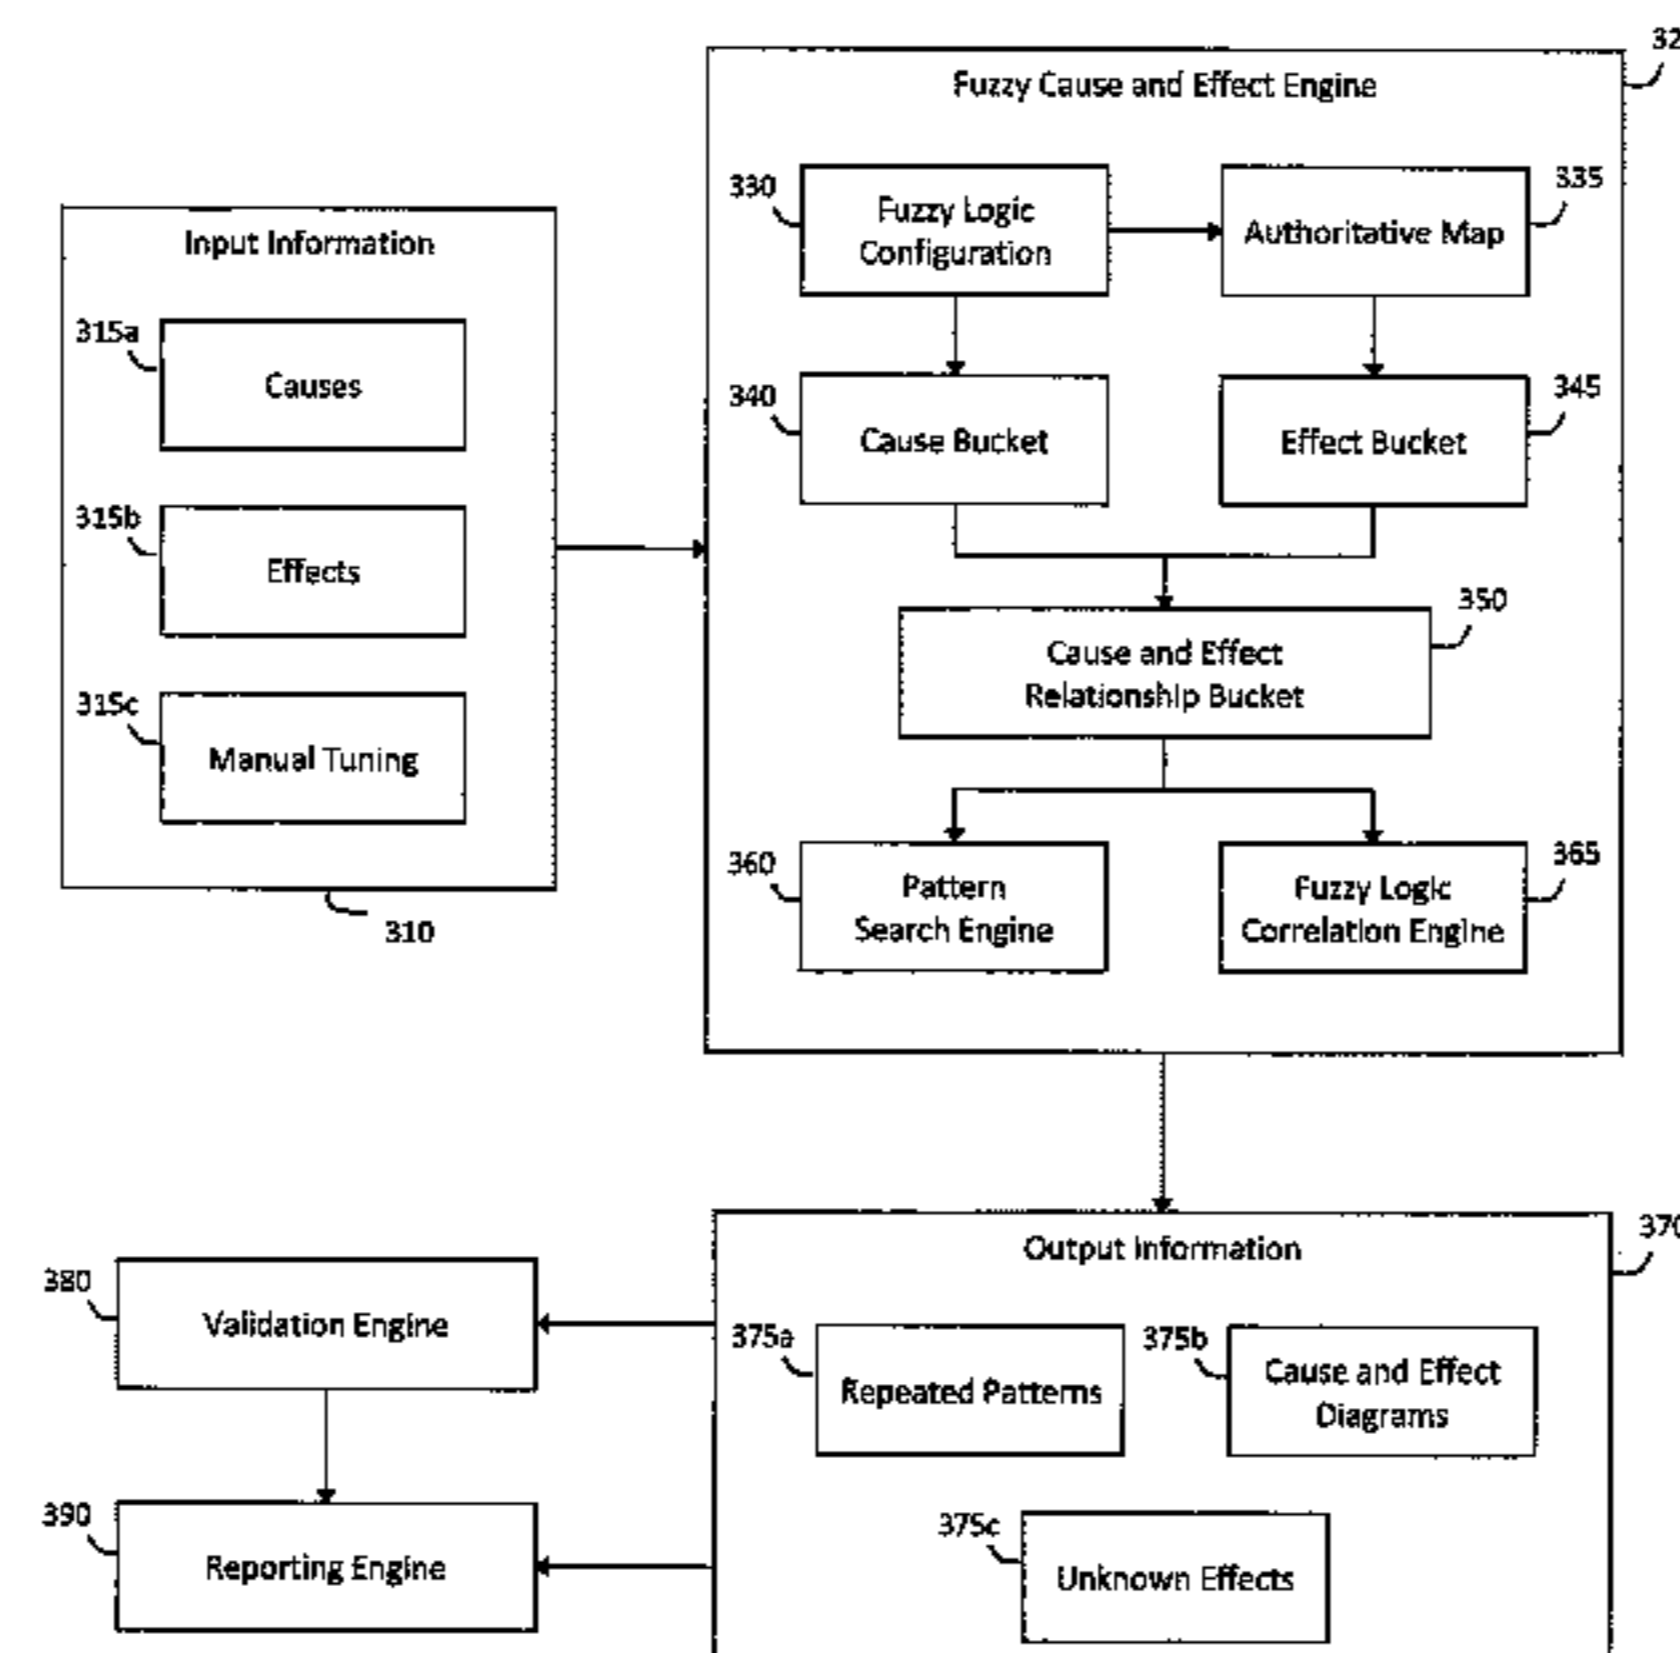 32
Fuzzy Cause and Effect Engine
330
Fuzzy Logic
Configuration
335
Authoritative Map
Input Information
315a
Causes
340
Cause Bucket
345
Effect Bucket
315b
Effects
350
Cause and Effect
Relationship Bucket
315c
Manual Tuning
360
Pattern
Search Engine
365
Fuzzy Logic
Correlation Engine
310
370
Output Information
380
Validation Engine
375a
Repeated Patterns
375b
Cause and Effect
Diagrams
390
Reporting Engine
375c
Unknown Effects